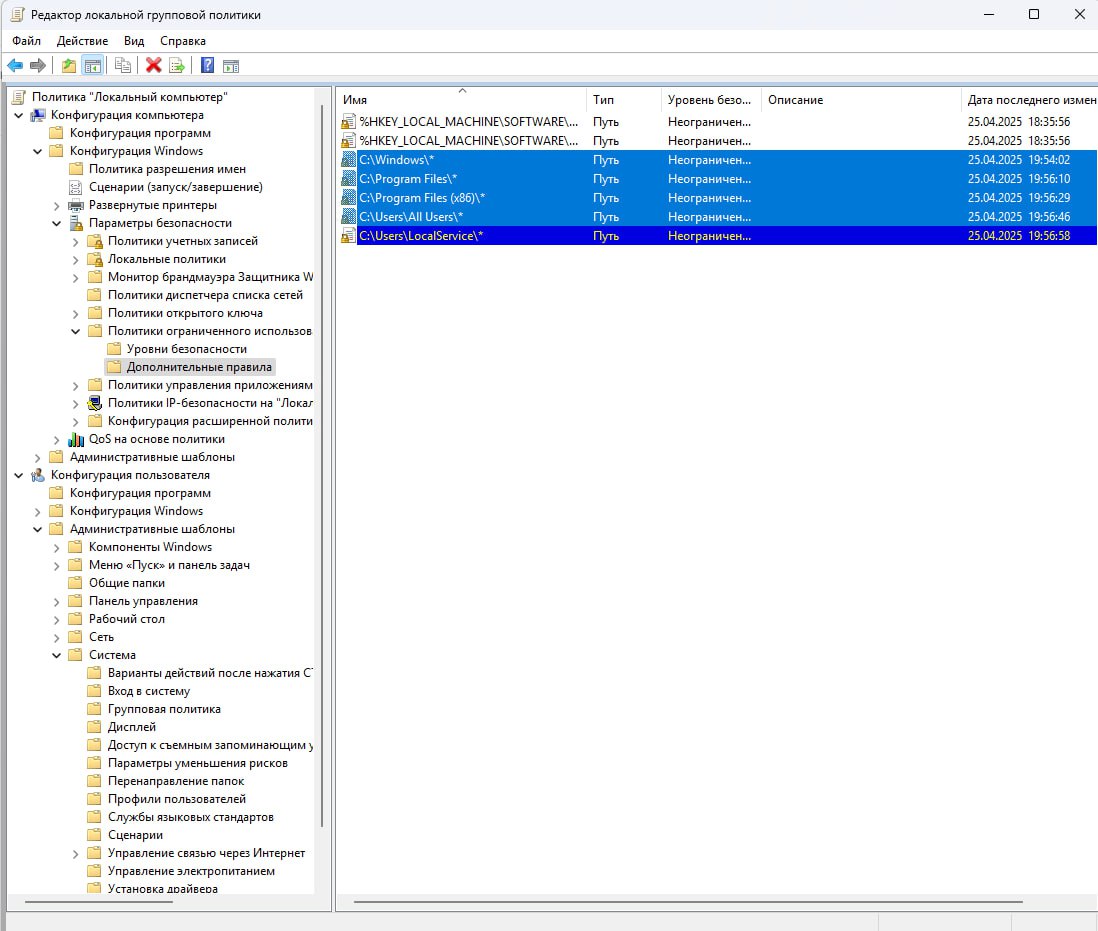 Редактор локальной групповой политики
Файл Действие Вид Справка
Политика "Локальный компьютер"
Конфигурация компьютера
Конфигурация программ
Конфигурация Windows
Политика разрешения имен
Сценарии (запуск/завершение)
Развернутые принтеры
Параметры безопасности
Политики учетных записей
Локальные политики
Монитор брандмауэра Защитника W
Политики диспетчера списка сетей
Политики открытого ключа
Политики ограниченного использов
Уровни безопасности
Дополнительные правила
Политики управления приложениям
Политики IP-безопасности на "Локал
Конфигурация расширенной полити
QoS на основе политики
Административные шаблоны
Конфигурация пользователя
Конфигурация программ
Конфигурация Windows
Административные шаблоны
Компоненты Windows
Меню «Пуск» и панель задач
Общие папки
Панель управления
Рабочий стол
Сеть
Система
Варианты действий после нажатия CT
Вход в систему
Групповая политика
Дисплей
Доступ к съемным запоминающим у
Параметры уменьшения рисков
Перенаправление папок
Профили пользователей
Службы языковых стандартов
Сценарии
Управление связью через Интернет
Управление электропитанием
Установка драйвера
Имя Тип Уровень безо... Описание Дата последнего измен
%HKEY_LOCAL_MACHINE\SOFTWARE\... Путь Неограничен... 25.04.2025 18:35:56
%HKEY_LOCAL_MACHINE\SOFTWARE\... Путь Неограничен... 25.04.2025 18:35:56
C:\Windows\* Путь Неограничен... 25.04.2025 19:54:02
C:\Program Files\* Путь Неограничен... 25.04.2025 19:56:10
C:\Program Files (x86)\* Путь Неограничен... 25.04.2025 19:56:29
C:\Users\All Users\* Путь Неограничен... 25.04.2025 19:56:46
C:\Users\LocalService\* Путь Неограничен... 25.04.2025 19:56:58